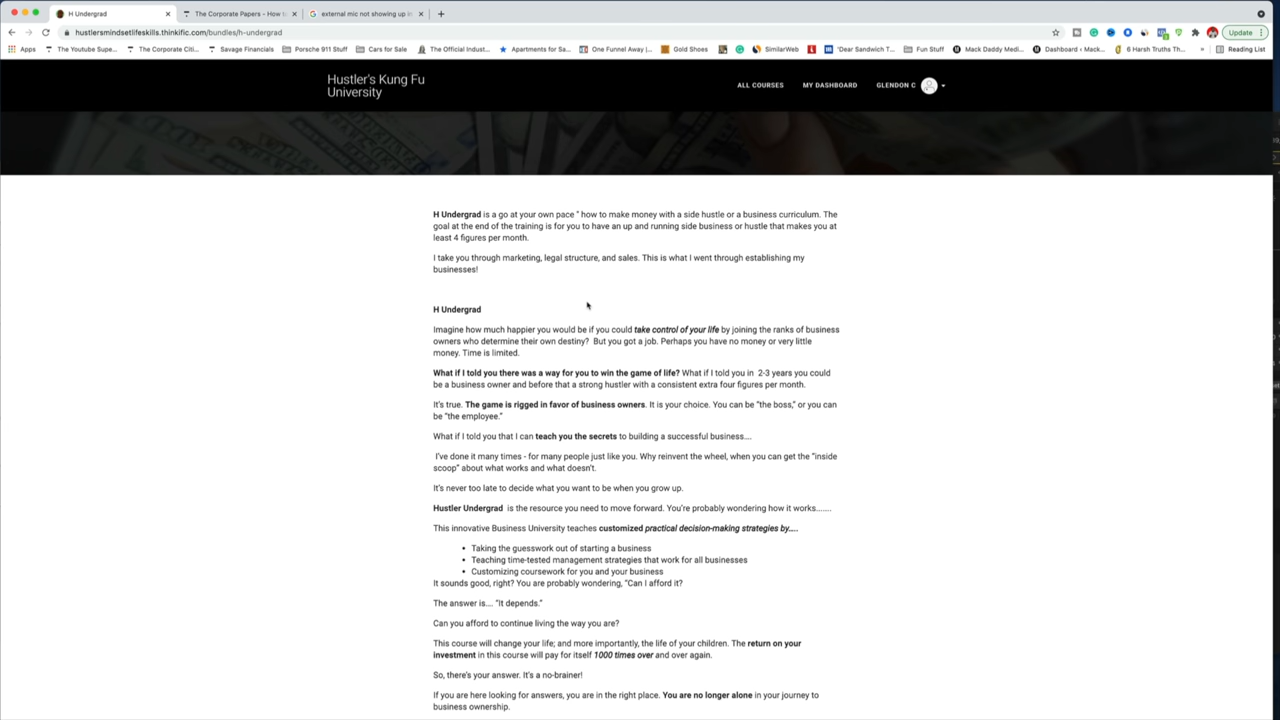 H Undergrad
The Corporate Papers - How t
external mic not showing up in
hustlersmindsetlifeskills.thinkific.com/bundles/h-undergrad
Update
Apps
The Youtube Supe...
The Corporate Citi...
Savage Financials
Porsche 911 Stuff
Cars for Sale
The Official Indust...
Apartments for Sa...
One Funnel Away |...
Gold Shoes
SimilarWeb
'Dear Sandwich T...
Fun Stuff
Mack Daddy Medi...
Dashboard ‹ Mack...
6 Harsh Truths Th...
»
Reading List
Hustler's Kung Fu
University
ALL COURSES
MY DASHBOARD
GLENDON C
H Undergrad is a go at your own pace " how to make money with a side hustle or a business curriculum. The
goal at the end of the training is for you to have an up and running side business or hustle that makes you at
least 4 figures per month.
I take you through marketing, legal structure, and sales. This is what I went through establishing my
businesses!
H Undergrad
Imagine how much happier you would be if you could take control of your life by joining the ranks of business
owners who determine their own destiny? But you got a job. Perhaps you have no money or very little
money. Time is limited.
What if I told you there was a way for you to win the game of life? What if I told you in 2-3 years you could
be a business owner and before that a strong hustler with a consistent extra four figures per month.
It's true. The game is rigged in favor of business owners. It is your choice. You can be "the boss," or you can
be "the employee."
What if I told you that I can teach you the secrets to building a successful business....
I've done it many times - for many people just like you. Why reinvent the wheel, when you can get the "inside
scoop" about what works and what doesn't.
It's never too late to decide what you want to be when you grow up.
Hustler Undergrad is the resource you need to move forward. You're probably wondering how it works.......
This innovative Business University teaches customized practical decision-making strategies by.....
• Taking the guesswork out of starting a business
• Teaching time-tested management strategies that work for all businesses
• Customizing coursework for you and your business
It sounds good, right? You are probably wondering, "Can I afford it?
The answer is.... "It depends."
Can you afford to continue living the way you are?
This course will change your life; and more importantly, the life of your children. The return on your
investment in this course will pay for itself 1000 times over and over again.
So, there's your answer. It's a no-brainer!
If you are here looking for answers, you are in the right place. You are no longer alone in your journey to
business ownership.